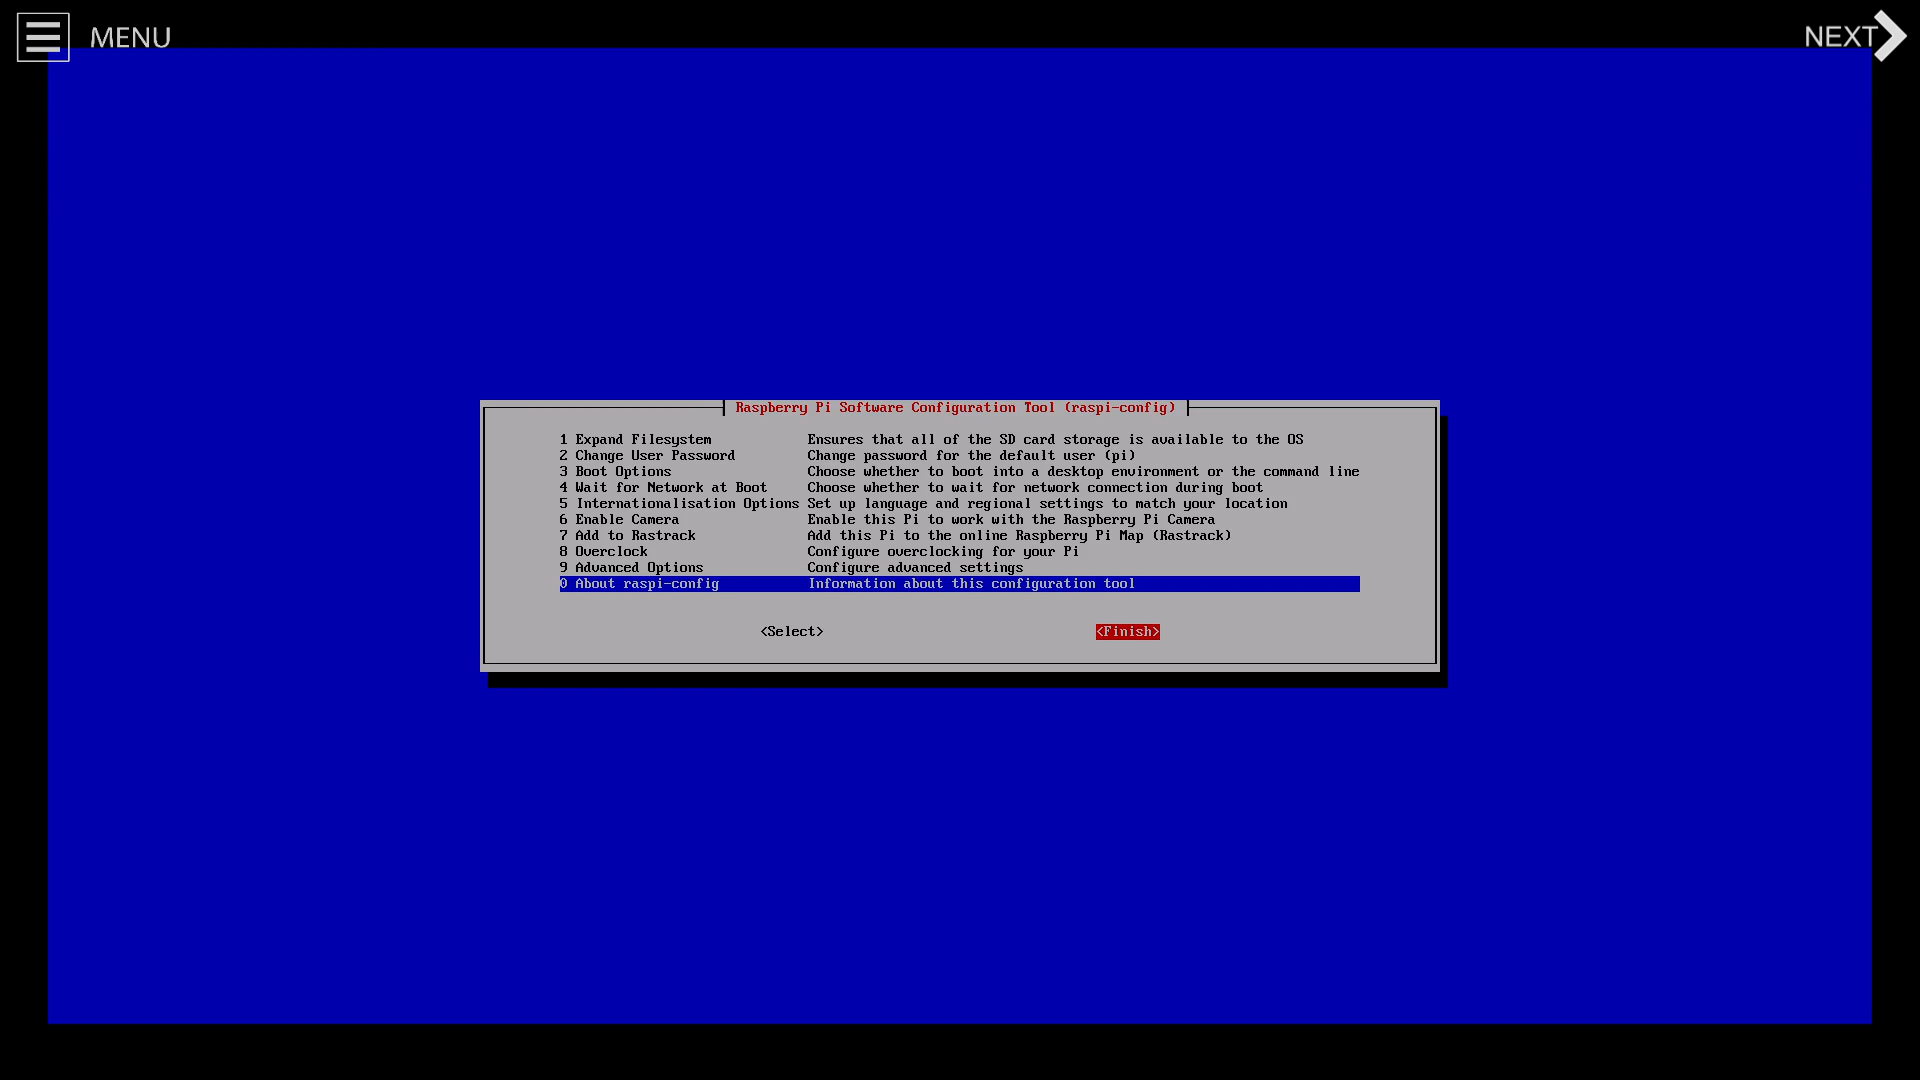 MENU
NEXT
Raspberry Pi Software Configuration Tool (raspi-config)
1 Expand Filesystem Ensures that all of the SD card storage is available to the OS
2 Change User Password Change password for the default user (pi)
3 Boot Options Choose whether to boot into a desktop environment or the command line
4 Wait for Network at Boot Choose whether to wait for network connection during boot
5 Internationalisation Options Set up language and regional settings to match your location
6 Enable Camera Enable this Pi to work with the Raspberry Pi Camera
7 Add to Rastrack Add this Pi to the online Raspberry Pi Map (Rastrack)
8 Overclock Configure overclocking for your Pi
9 Advanced Options Configure advanced settings
0 About raspi-config Information about this configuration tool
<Select> <Finish>